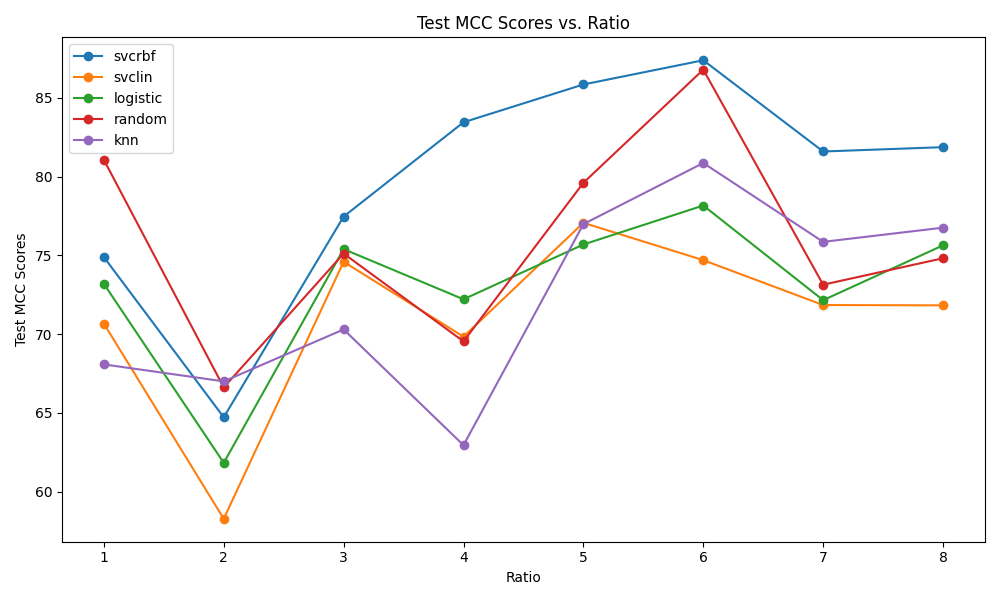 Test MCC Scores vs. Ratio
svcrbf
svclin
logistic
random
knn
Test MCC Scores
85
80
75
70
65
60
1 2 3 4 5 6 7 8
Ratio